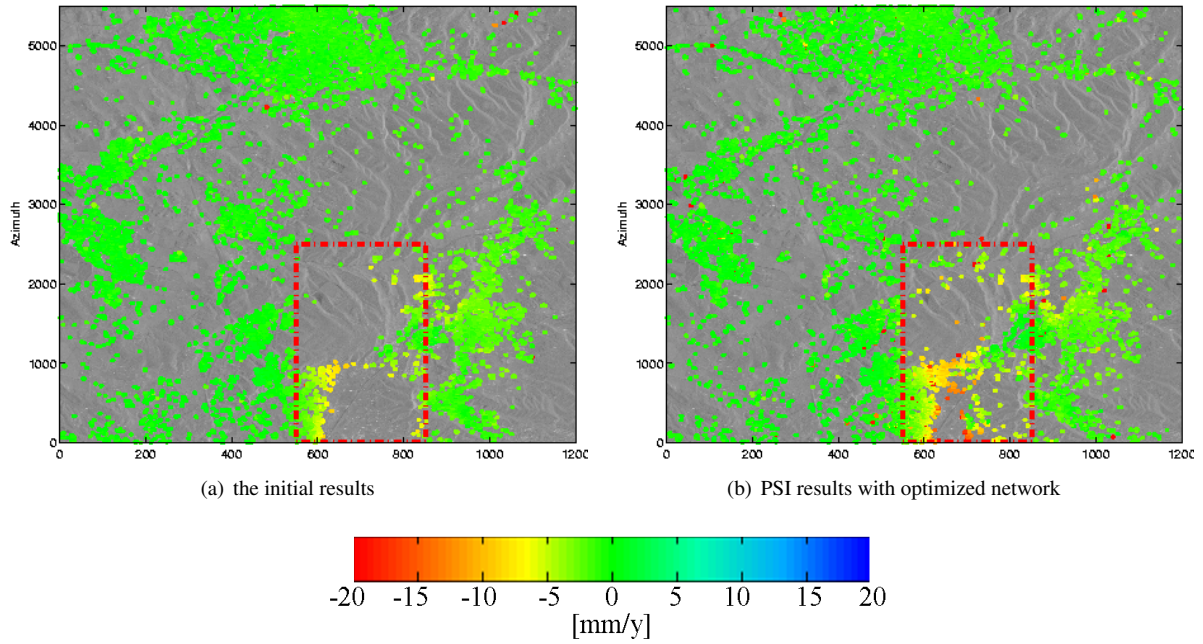 5000
4000
3000
2000
1000
0
Azimuth
0 200 400 600 800 1000 1200
5000
4000
3000
2000
1000
0
Azimuth
0 200 400 600 800 1000 1200
(a) the initial results
(b) PSI results with optimized network
-20 -15 -10 -5 0 5 10 15 20
[mm/y]